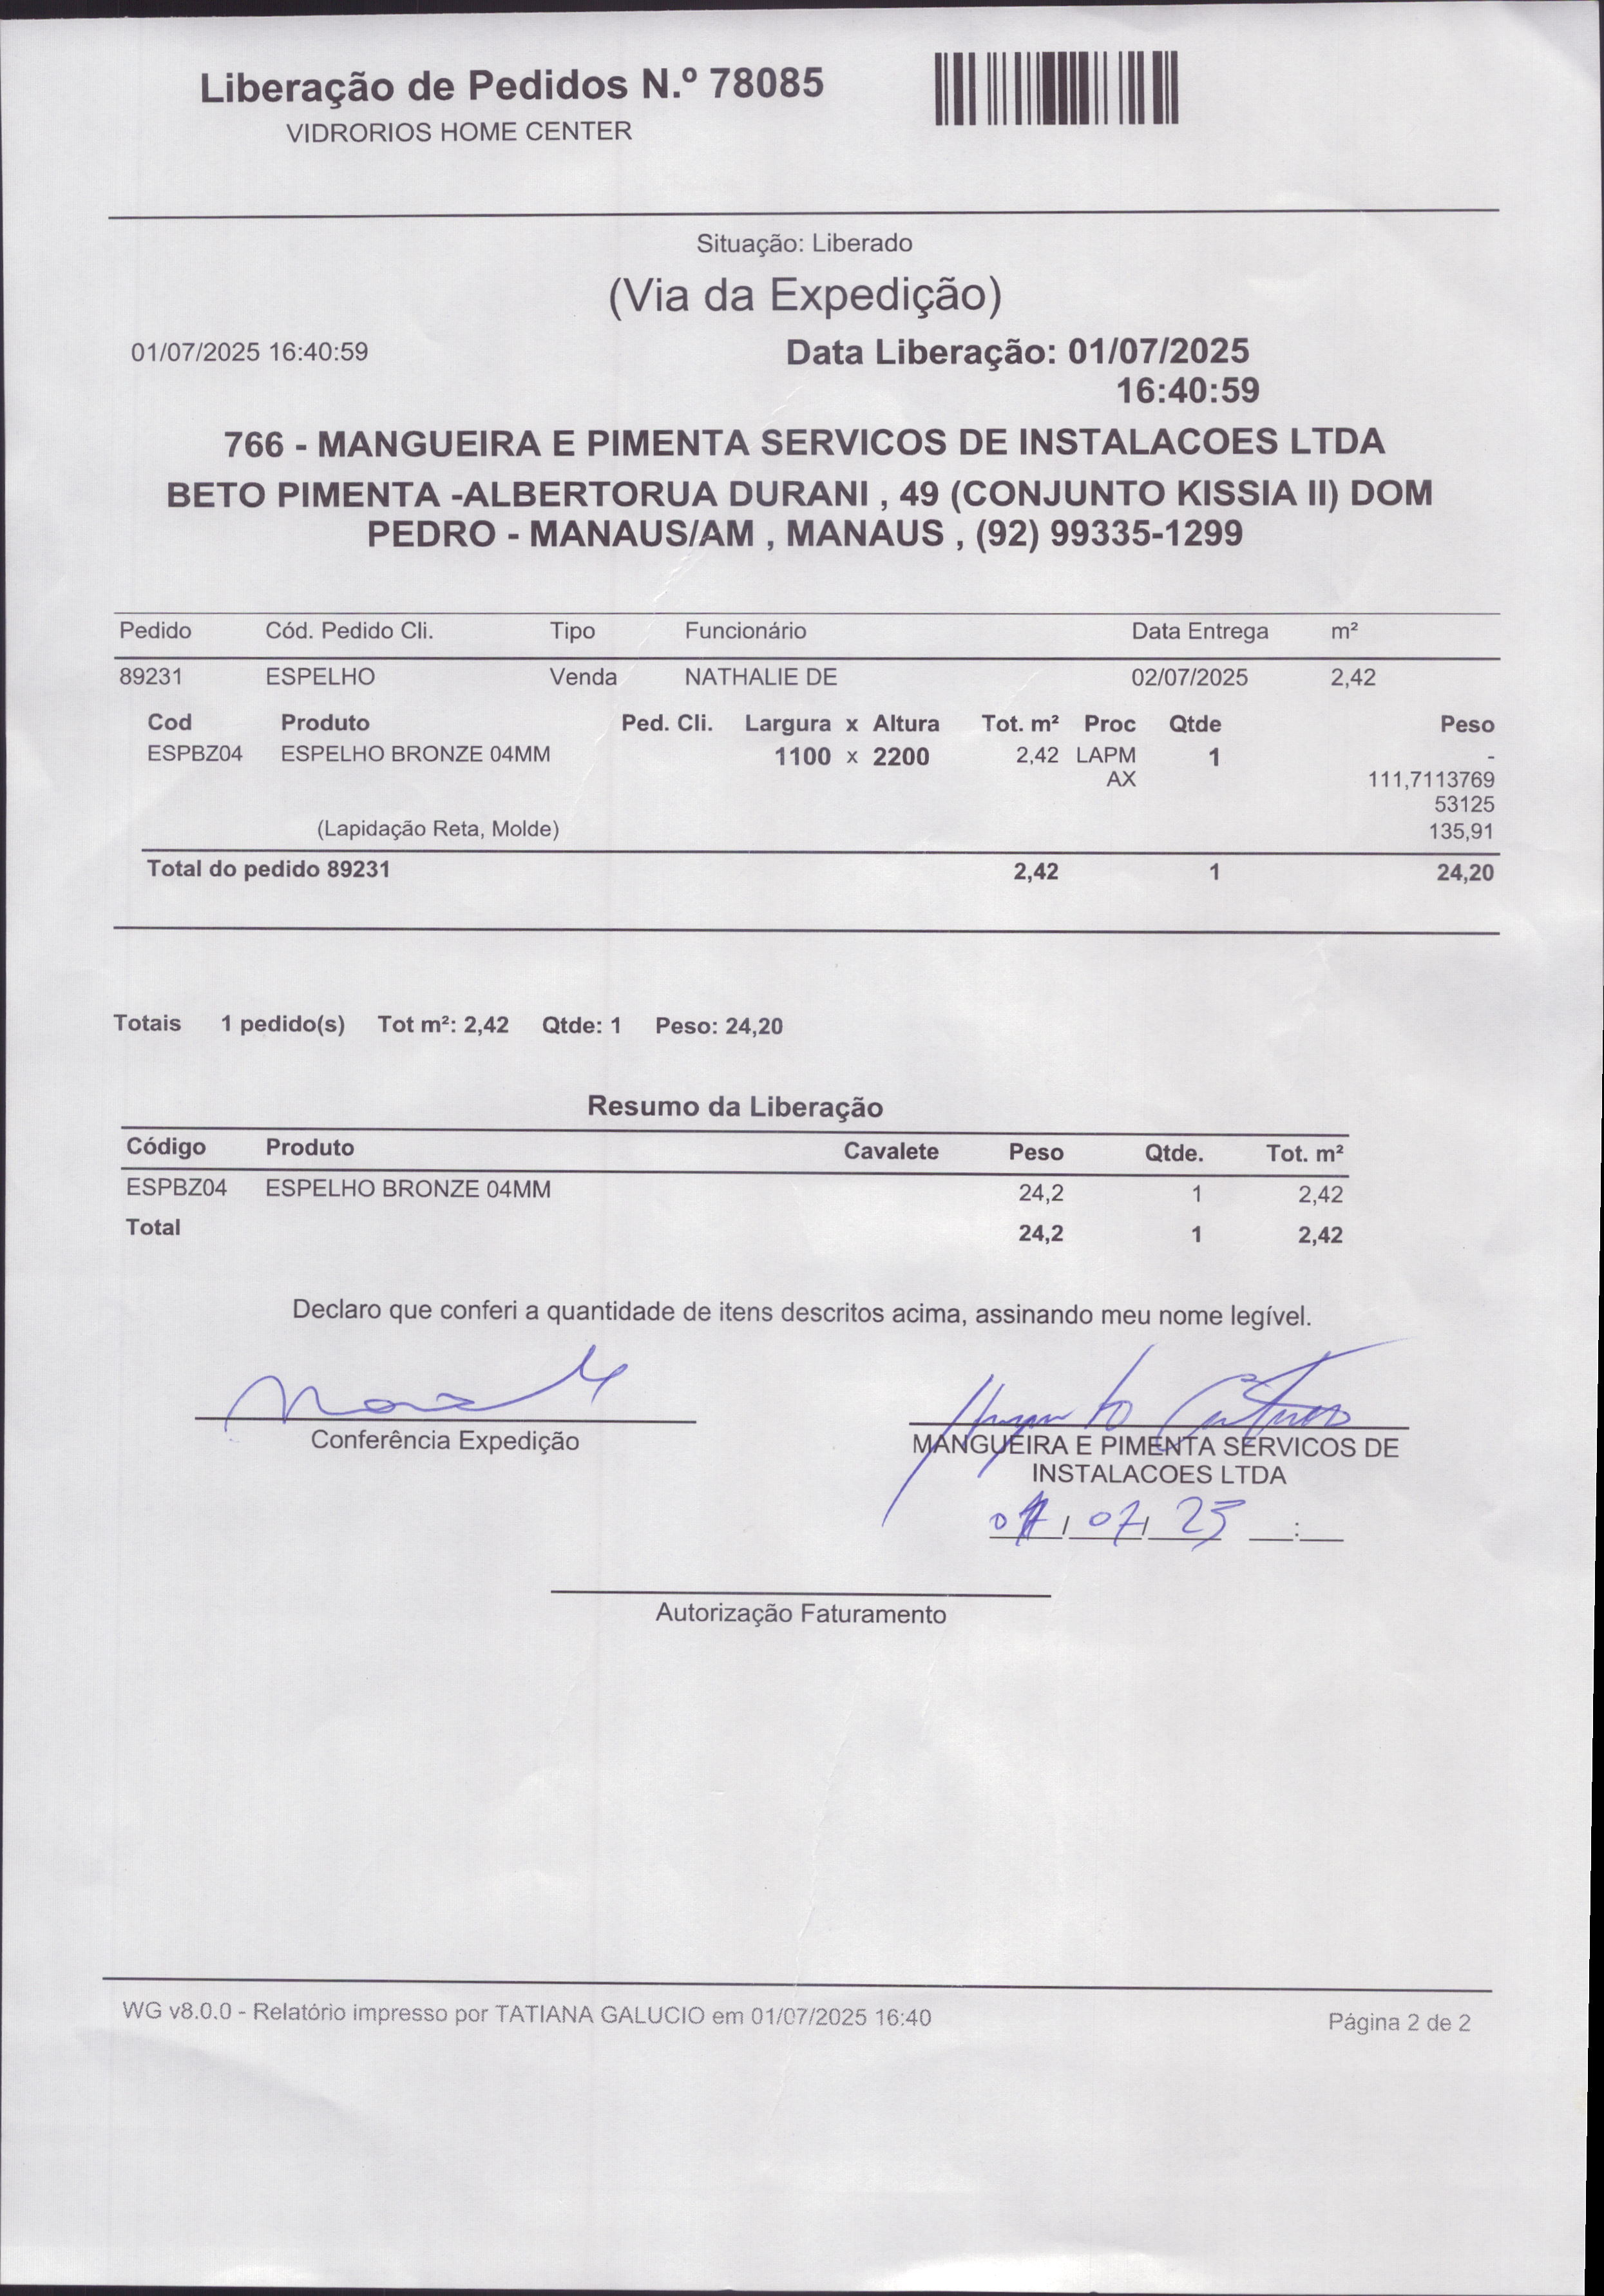 Liberação de Pedidos N.º 78085
VIDRORIOS HOME CENTER
Situação: Liberado
(Via da Expedição)
01/07/2025 16:40:59 Data Liberação: 01/07/2025
16:40:59
766 - MANGUEIRA E PIMENTA SERVICOS DE INSTALACOES LTDA
BETO PIMENTA -ALBERTORUA DURANI , 49 (CONJUNTO KISSIA II) DOM
PEDRO - MANAUS/AM , MANAUS , (92) 99335-1299
Pedido Cód. Pedido Cli. Tipo Funcionário Data Entrega m²
89231 ESPELHO Venda NATHALIE DE 02/07/2025 2,42
Cod Produto Ped. Cli. Largura x Altura Tot. m² Proc Qtde Peso
ESPBZ04 ESPELHO BRONZE 04MM 1100 x 2200 2,42 LAPM 1 -
AX 111,7113769
53125
(Lapidação Reta, Molde) 135,91
Total do pedido 89231 2,42 1 24,20
Totais 1 pedido(s) Tot m²: 2,42 Qtde: 1 Peso: 24,20
Resumo da Liberação
Código Produto Cavalete Peso Qtde. Tot. m²
ESPBZ04 ESPELHO BRONZE 04MM 24,2 1 2,42
Total 24,2 1 2,42
Declaro que conferi a quantidade de itens descritos acima, assinando meu nome legível.
Conferência Expedição
MANGUEIRA E PIMENTA SERVICOS DE
INSTALACOES LTDA
/ 07 / 25 __:__
Autorização Faturamento
WG v8.0.0 - Relatório impresso por TATIANA GALUCIO em 01/07/2025 16:40 Página 2 de 2